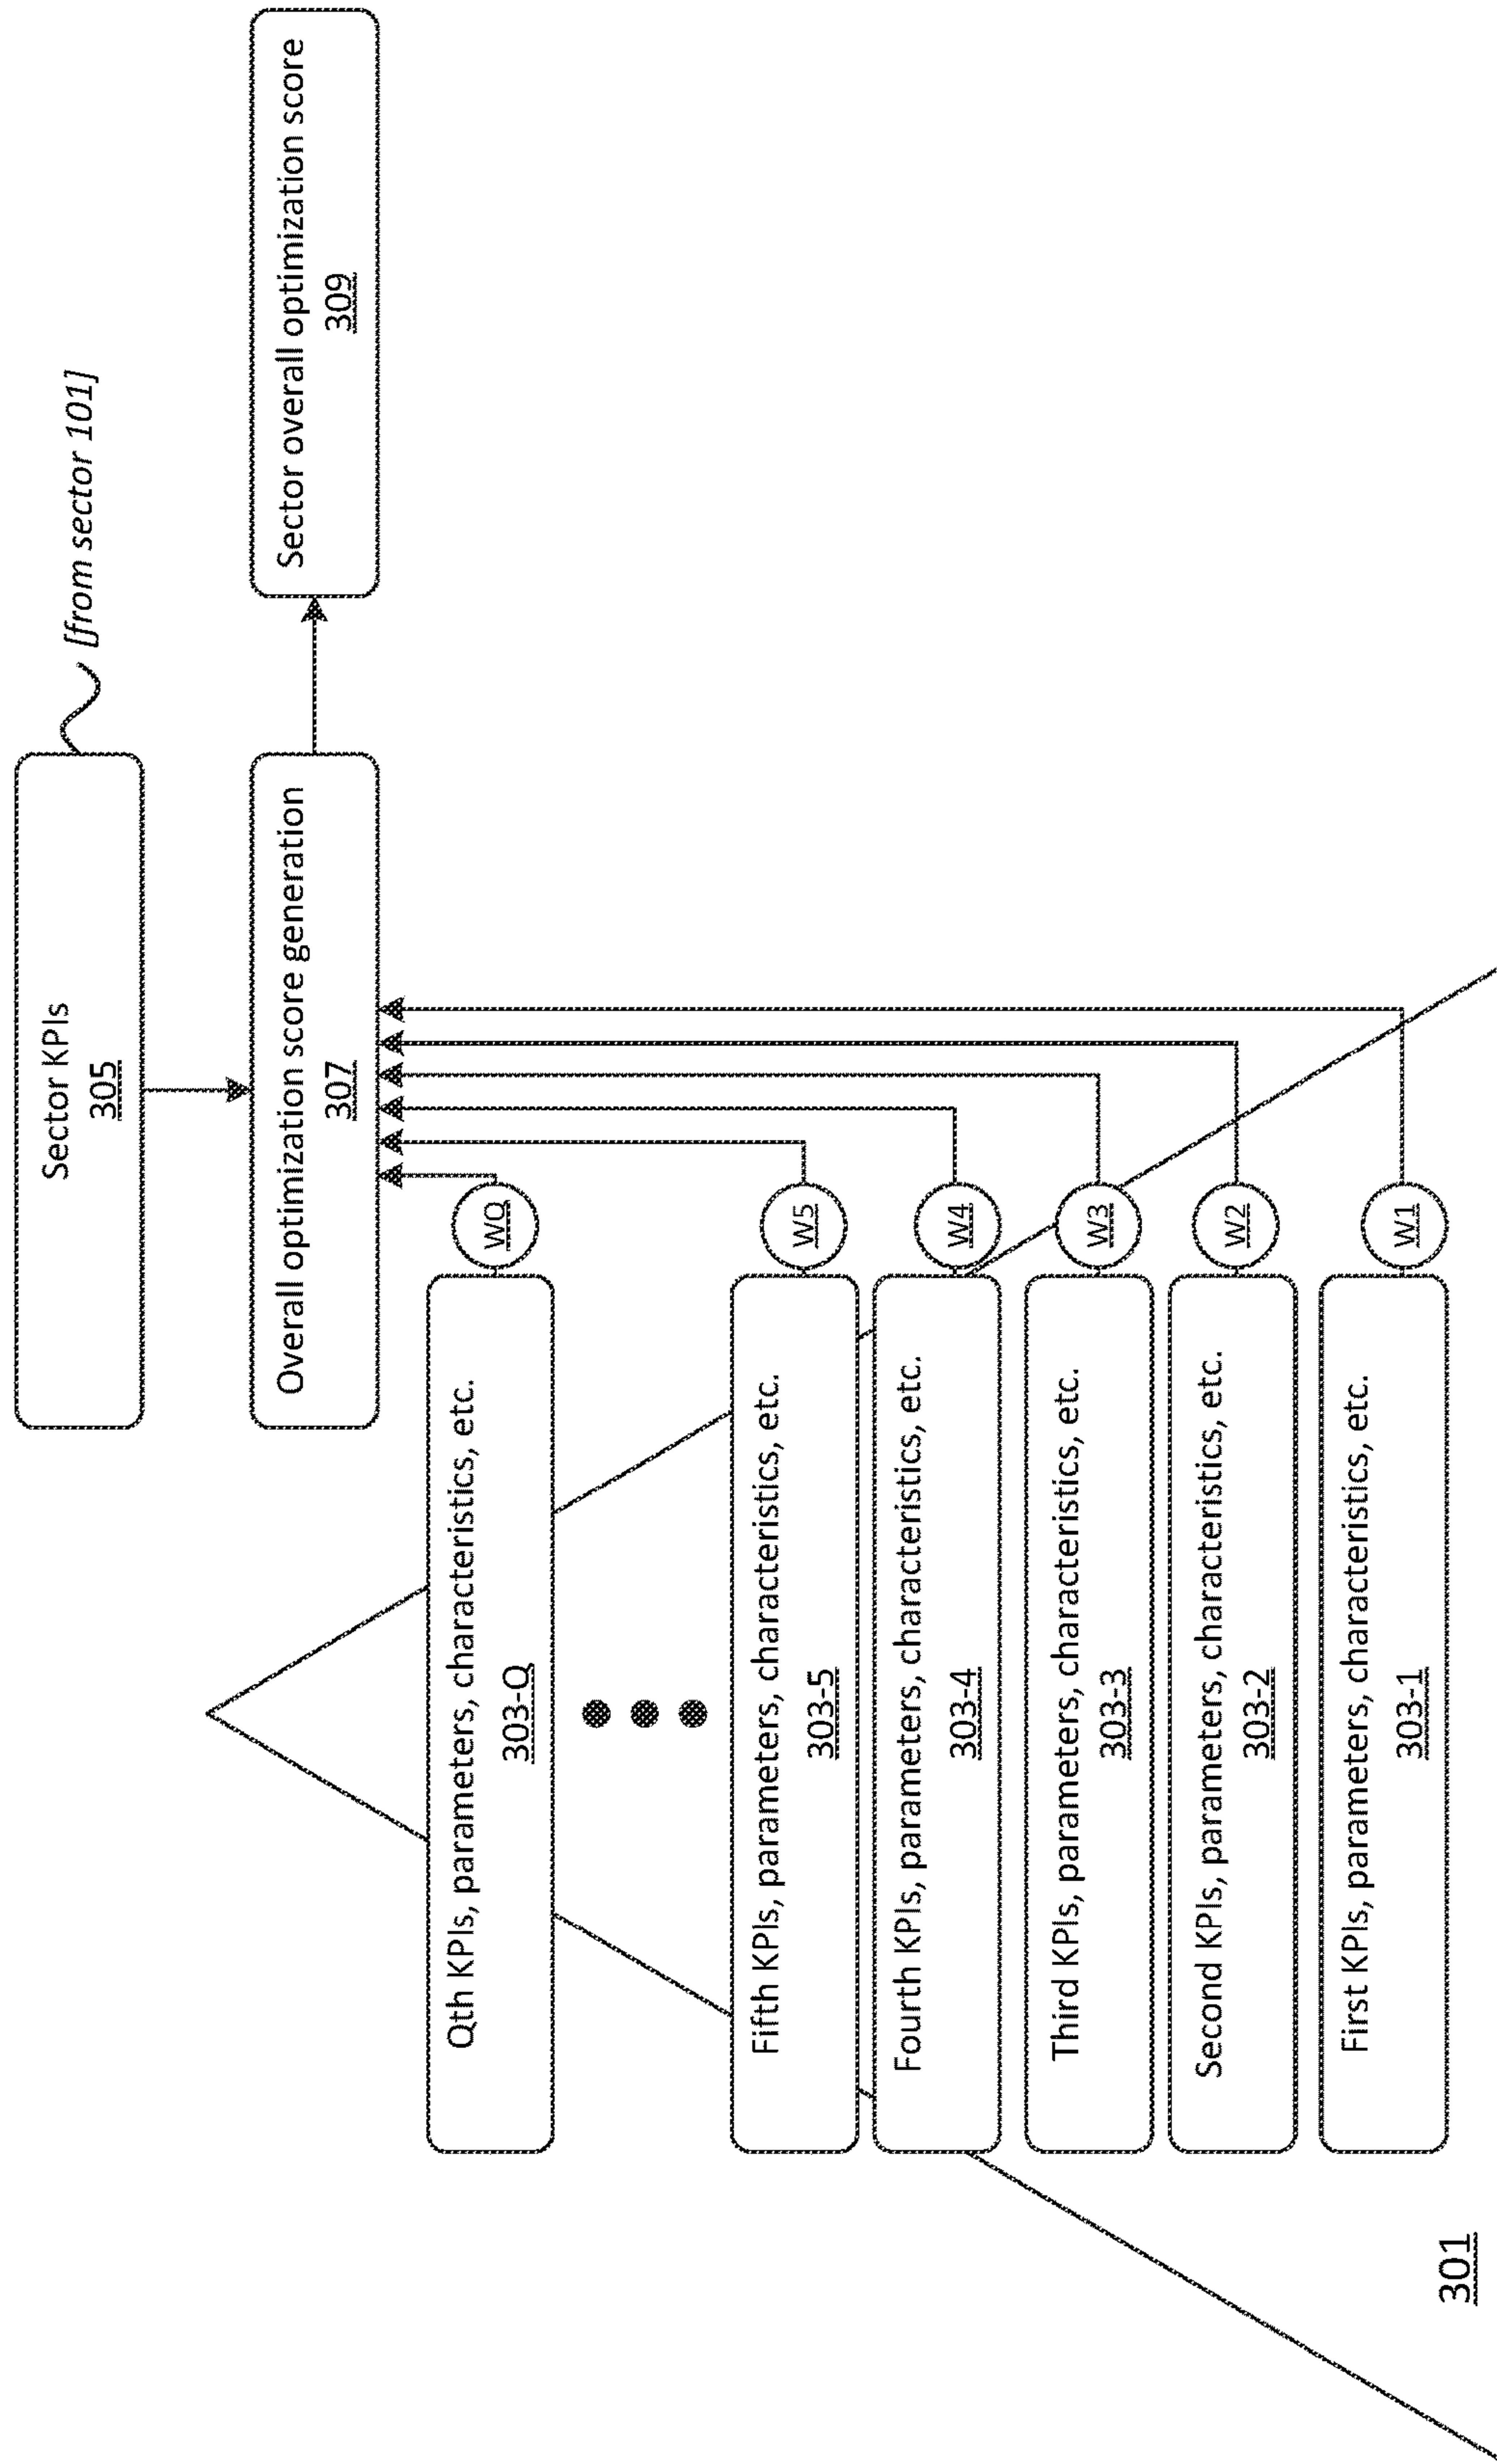 Sector KPIs
305
[from sector 101]
Overall optimization score generation
307
Sector overall optimization score
309
Qth KPIs, parameters, characteristics, etc.
303-Q
WQ
Fifth KPIs, parameters, characteristics, etc.
303-5
W5
Fourth KPIs, parameters, characteristics, etc.
303-4
W4
Third KPIs, parameters, characteristics, etc.
303-3
W3
Second KPIs, parameters, characteristics, etc.
303-2
W2
First KPIs, parameters, characteristics, etc.
303-1
W1
301